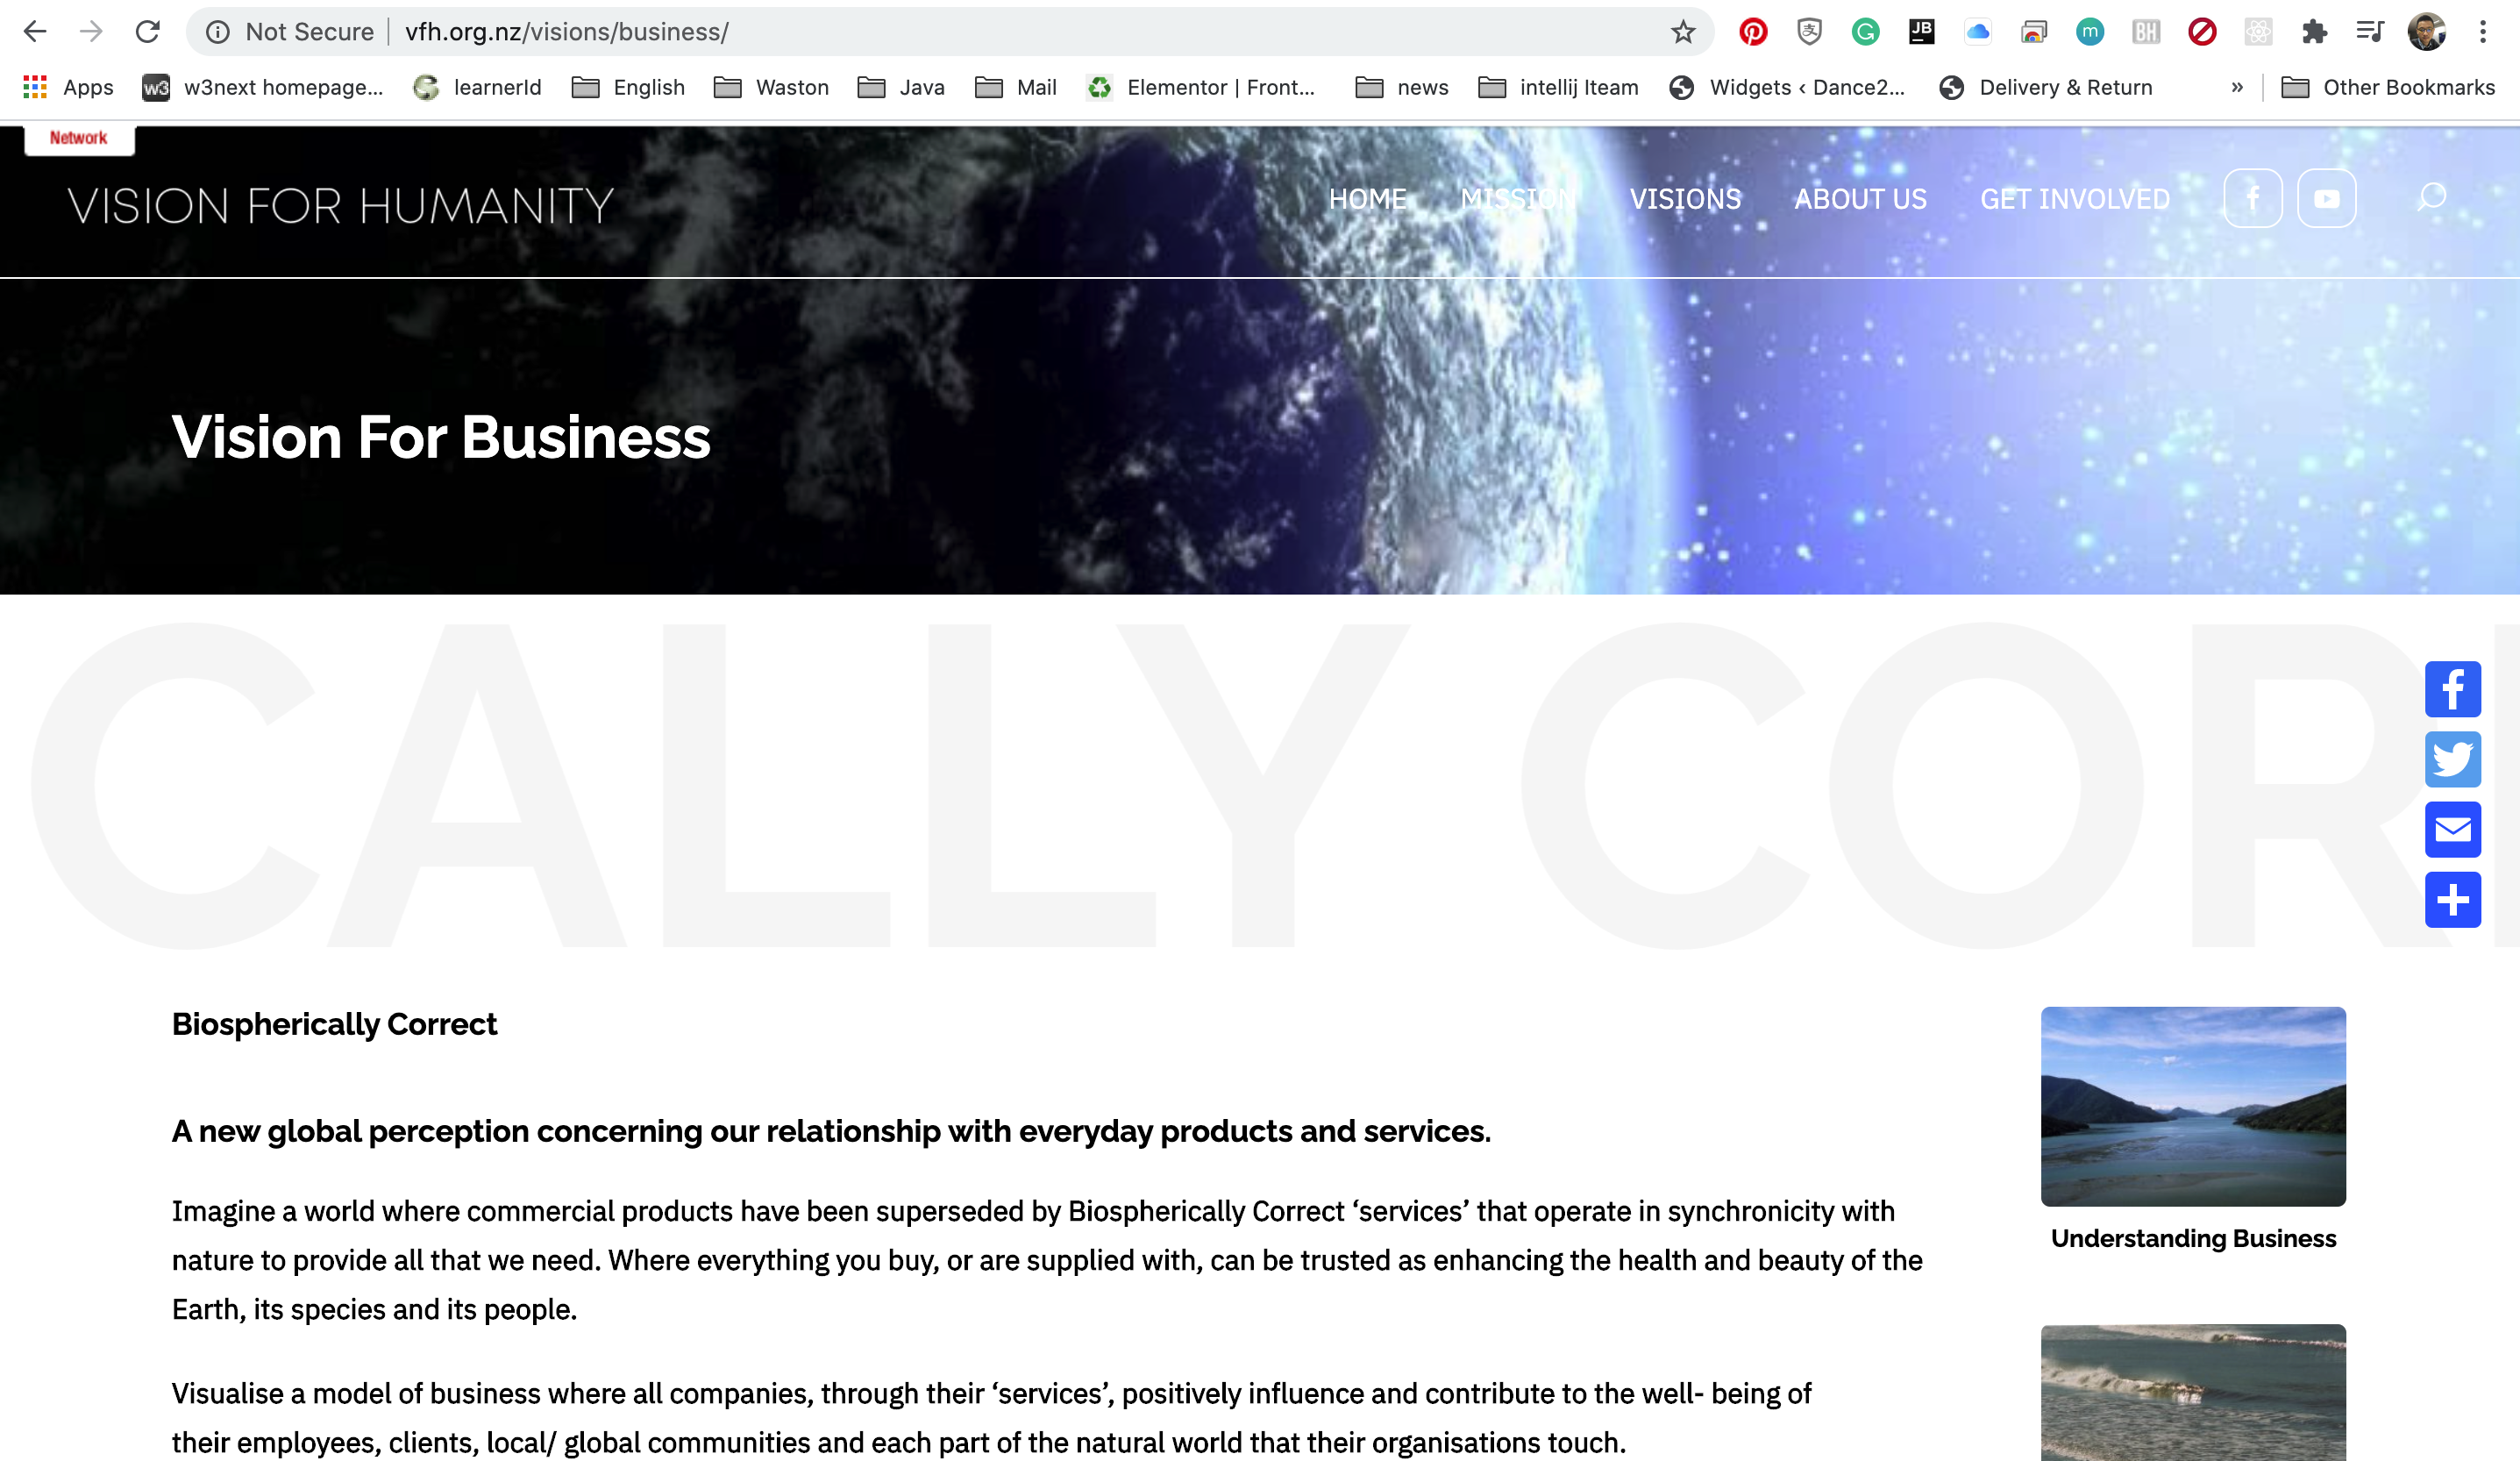 Not Secure
vfh.org.nz/visions/business/
JB
m
BH
Apps
w3
w3next homepage...
learnerId
English
Waston
Java
Mail
Elementor | Front...
news
intellij Iteam
Widgets ‹ Dance2...
Delivery & Return
»
Other Bookmarks
Network
VISION FOR HUMANITY
HOME
MISSION
VISIONS
ABOUT US
GET INVOLVED
Vision For Business
CALLY COR
Biospherically Correct
A new global perception concerning our relationship with everyday products and services.
Imagine a world where commercial products have been superseded by Biospherically Correct ‘services’ that operate in synchronicity with
nature to provide all that we need. Where everything you buy, or are supplied with, can be trusted as enhancing the health and beauty of the
Earth, its species and its people.
Visualise a model of business where all companies, through their ‘services’, positively influence and contribute to the well- being of
their employees, clients, local/ global communities and each part of the natural world that their organisations touch.
Understanding Business